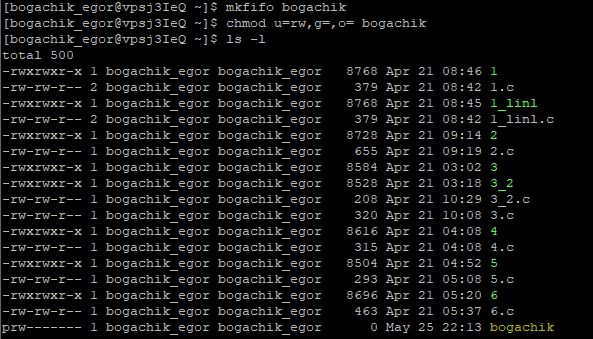 [bogachik_egor@vpsj3IeQ ~]$ mkfifo bogachik
[bogachik_egor@vpsj3IeQ ~]$ chmod u=rw,g=,o= bogachik
[bogachik_egor@vpsj3IeQ ~]$ ls -l
total 500
-rwxrwxr-x 1 bogachik_egor bogachik_egor 8768 Apr 21 08:46 1
-rw-rw-r-- 2 bogachik_egor bogachik_egor 379 Apr 21 08:42 1.c
-rwxrwxr-x 1 bogachik_egor bogachik_egor 8768 Apr 21 08:45 1_linl
-rw-rw-r-- 2 bogachik_egor bogachik_egor 379 Apr 21 08:42 1_linl.c
-rwxrwxr-x 1 bogachik_egor bogachik_egor 8728 Apr 21 09:14 2
-rw-rw-r-- 1 bogachik_egor bogachik_egor 655 Apr 21 09:19 2.c
-rwxrwxr-x 1 bogachik_egor bogachik_egor 8584 Apr 21 03:02 3
-rwxrwxr-x 1 bogachik_egor bogachik_egor 8528 Apr 21 03:18 3_2
-rw-rw-r-- 1 bogachik_egor bogachik_egor 208 Apr 21 10:29 3_2.c
-rw-rw-r-- 1 bogachik_egor bogachik_egor 320 Apr 21 10:08 3.c
-rwxrwxr-x 1 bogachik_egor bogachik_egor 8616 Apr 21 04:08 4
-rw-rw-r-- 1 bogachik_egor bogachik_egor 315 Apr 21 04:08 4.c
-rwxrwxr-x 1 bogachik_egor bogachik_egor 8504 Apr 21 04:52 5
-rw-rw-r-- 1 bogachik_egor bogachik_egor 293 Apr 21 05:08 5.c
-rwxrwxr-x 1 bogachik_egor bogachik_egor 8696 Apr 21 05:20 6
-rw-rw-r-- 1 bogachik_egor bogachik_egor 463 Apr 21 05:37 6.c
prw------- 1 bogachik_egor bogachik_egor 0 May 25 22:13 bogachik